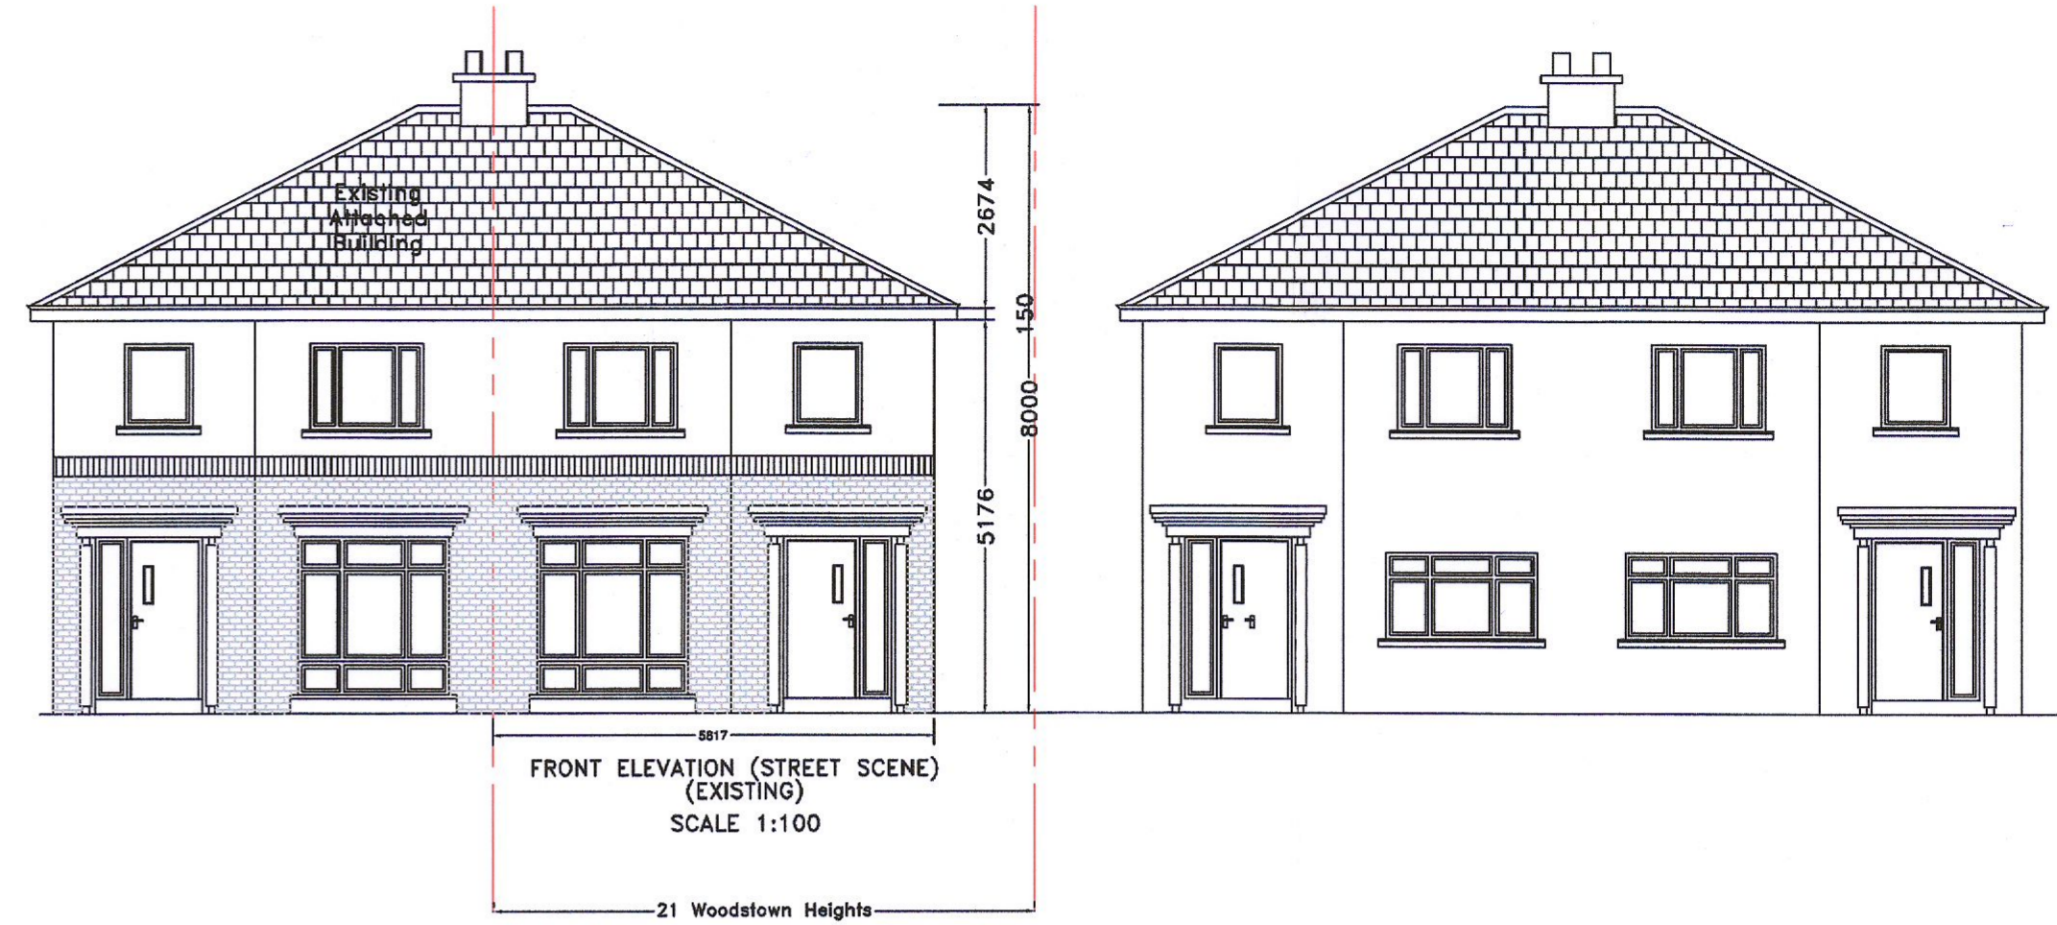 Existing
Attached
Building
2674
150
8000
5176
5817
FRONT ELEVATION (STREET SCENE)
(EXISTING)
SCALE 1:100
21 Woodstown Heights